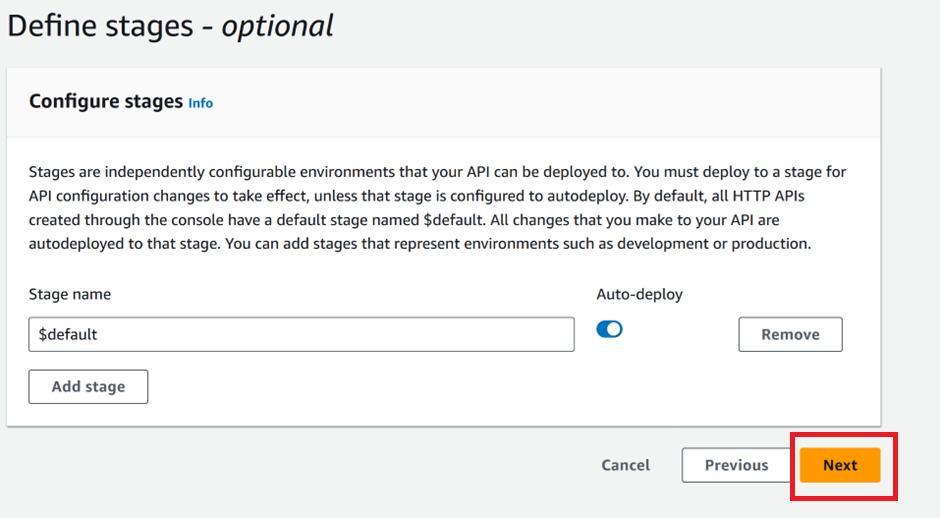 Define stages - optional
Configure stages Info
Stages are independently configurable environments that your API can be deployed to. You must deploy to a stage for
API configuration changes to take effect, unless that stage is configured to autodeploy. By default, all HTTP APIs
created through the console have a default stage named $default. All changes that you make to your API are
autodeployed to that stage. You can add stages that represent environments such as development or production.
Stage name
Auto-deploy
$default
Remove
Add stage
Cancel
Previous
Next